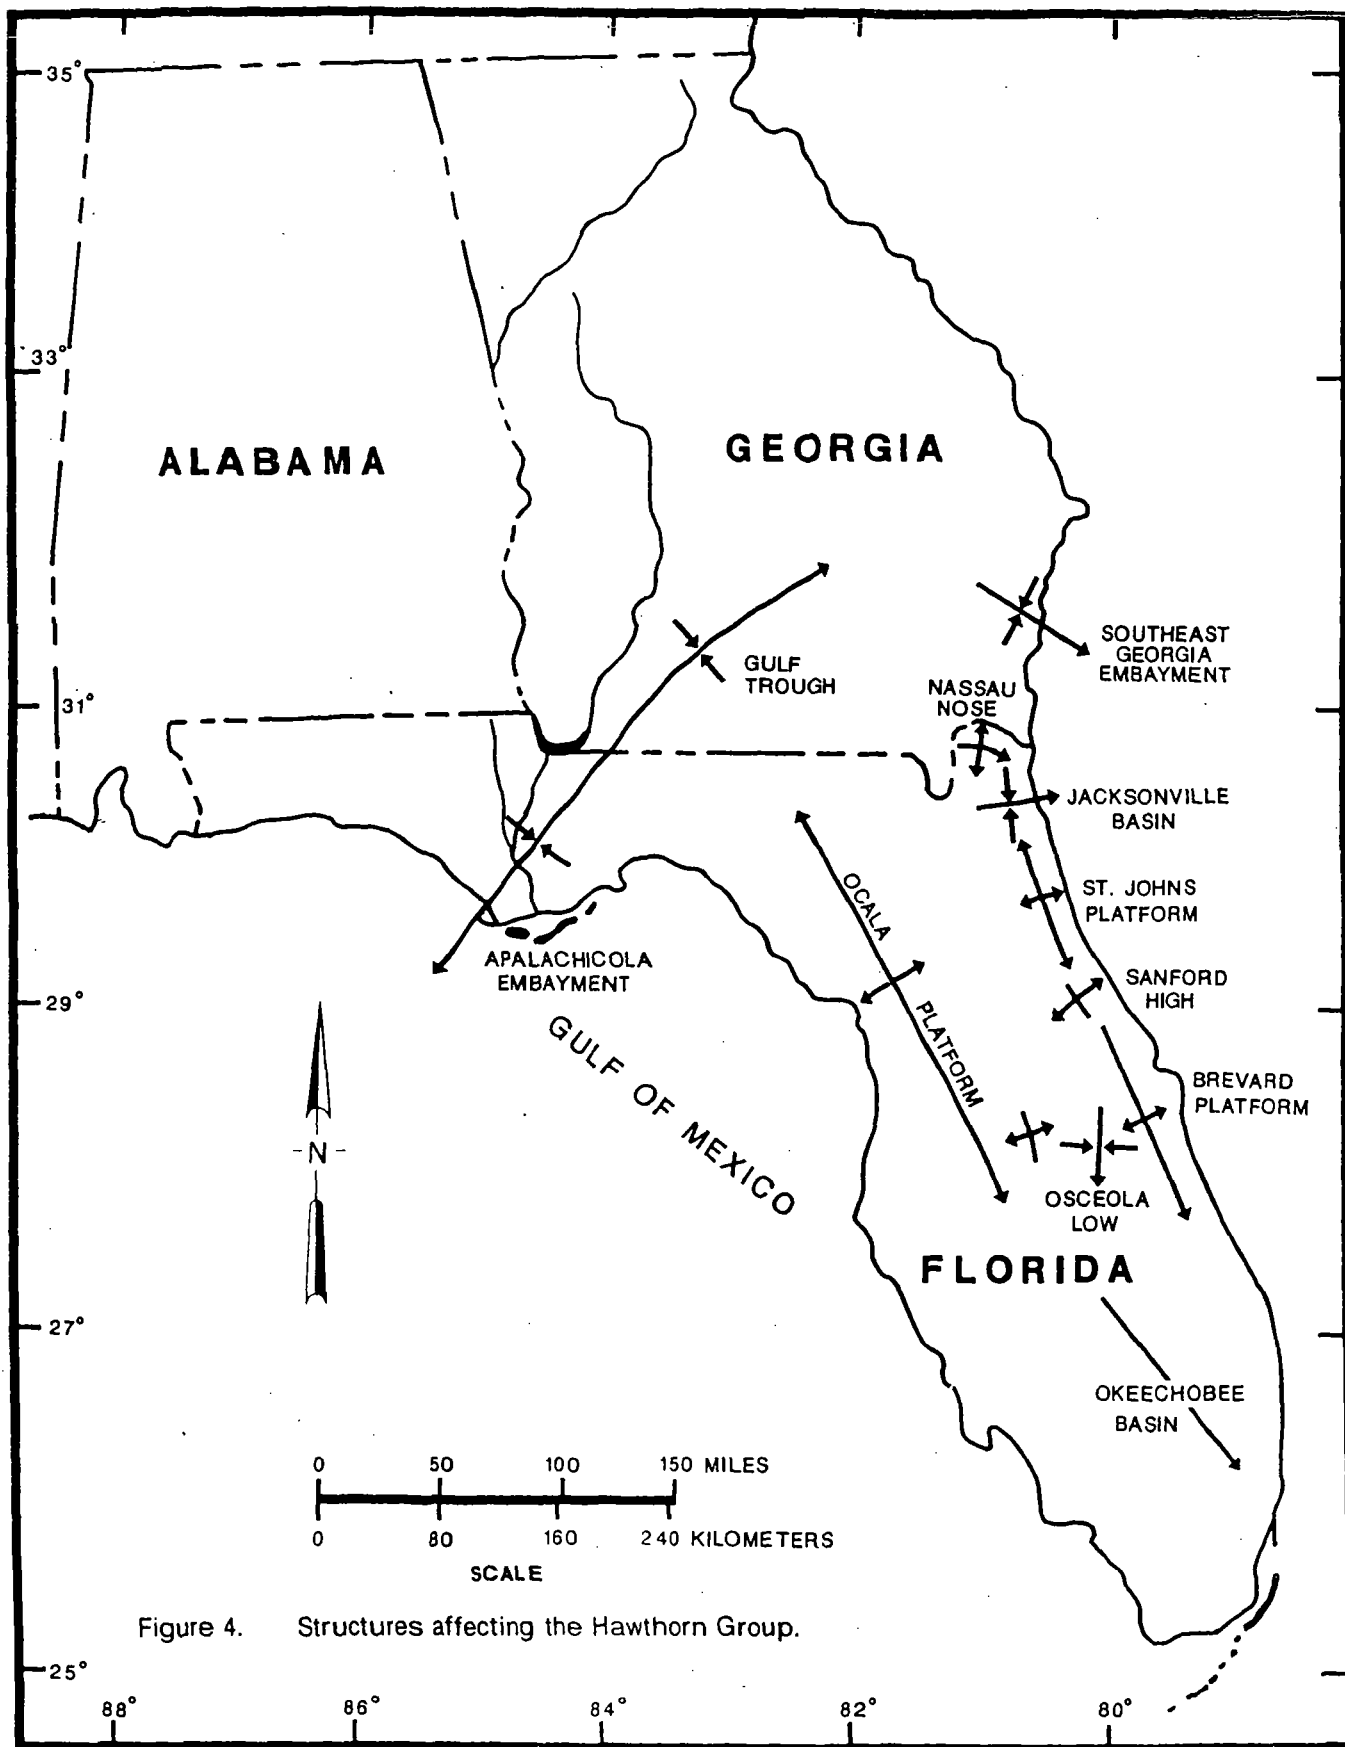 35°
33°
ALABAMA
GEORGIA
SOUTHEAST
GEORGIA
EMBAYMENT
GULF
TROUGH
NASSAU
NOSE
31°
JACKSONVILLE
BASIN
OCALA
PLATFORM
ST. JOHNS
PLATFORM
APALACHICOLA
EMBAYMENT
SANFORD
HIGH
29°
GULF OF MEXICO
BREVARD
PLATFORM
N
OSCEOLA
LOW
FLORIDA
27°
OKEECHOBEE
BASIN
0 50 100 150 MILES
0 80 160 240 KILOMETERS
SCALE
Figure 4. Structures affecting the Hawthorn Group.
25°
88° 86° 84° 82° 80°